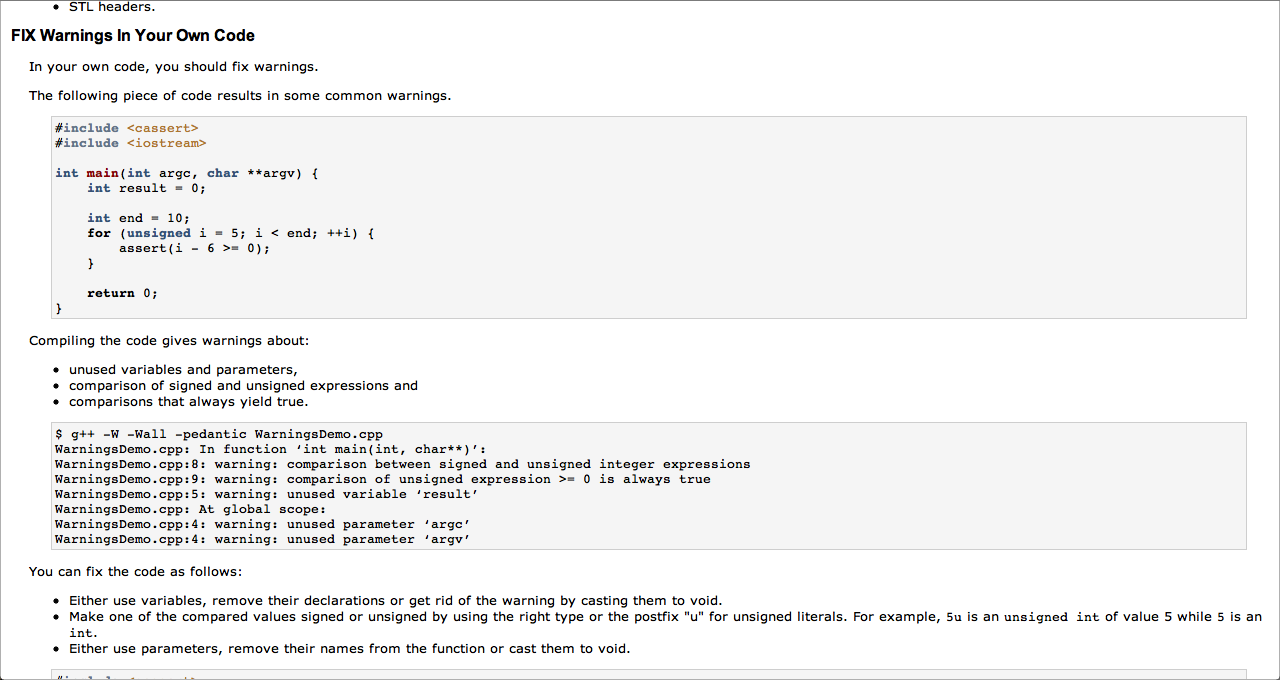 • STL headers.
FIX Warnings In Your Own Code
In your own code, you should fix warnings.
The following piece of code results in some common warnings.
#include <cassert>
#include <iostream>
int main(int argc, char **argv) {
    int result = 0;
    int end = 10;
    for (unsigned i = 5; i < end; ++i) {
        assert(i - 6 >= 0);
    }
    return 0;
}
Compiling the code gives warnings about:
• unused variables and parameters,
• comparison of signed and unsigned expressions and
• comparisons that always yield true.
$ g++ -W -Wall -pedantic WarningsDemo.cpp
WarningsDemo.cpp: In function ‘int main(int, char**)’:
WarningsDemo.cpp:8: warning: comparison between signed and unsigned integer expressions
WarningsDemo.cpp:9: warning: comparison of unsigned expression >= 0 is always true
WarningsDemo.cpp:5: warning: unused variable ‘result’
WarningsDemo.cpp: At global scope:
WarningsDemo.cpp:4: warning: unused parameter ‘argc’
WarningsDemo.cpp:4: warning: unused parameter ‘argv’
You can fix the code as follows:
• Either use variables, remove their declarations or get rid of the warning by casting them to void.
• Make one of the compared values signed or unsigned by using the right type or the postfix "u" for unsigned literals. For example, 5u is an unsigned int of value 5 while 5 is an
int.
• Either use parameters, remove their names from the function or cast them to void.